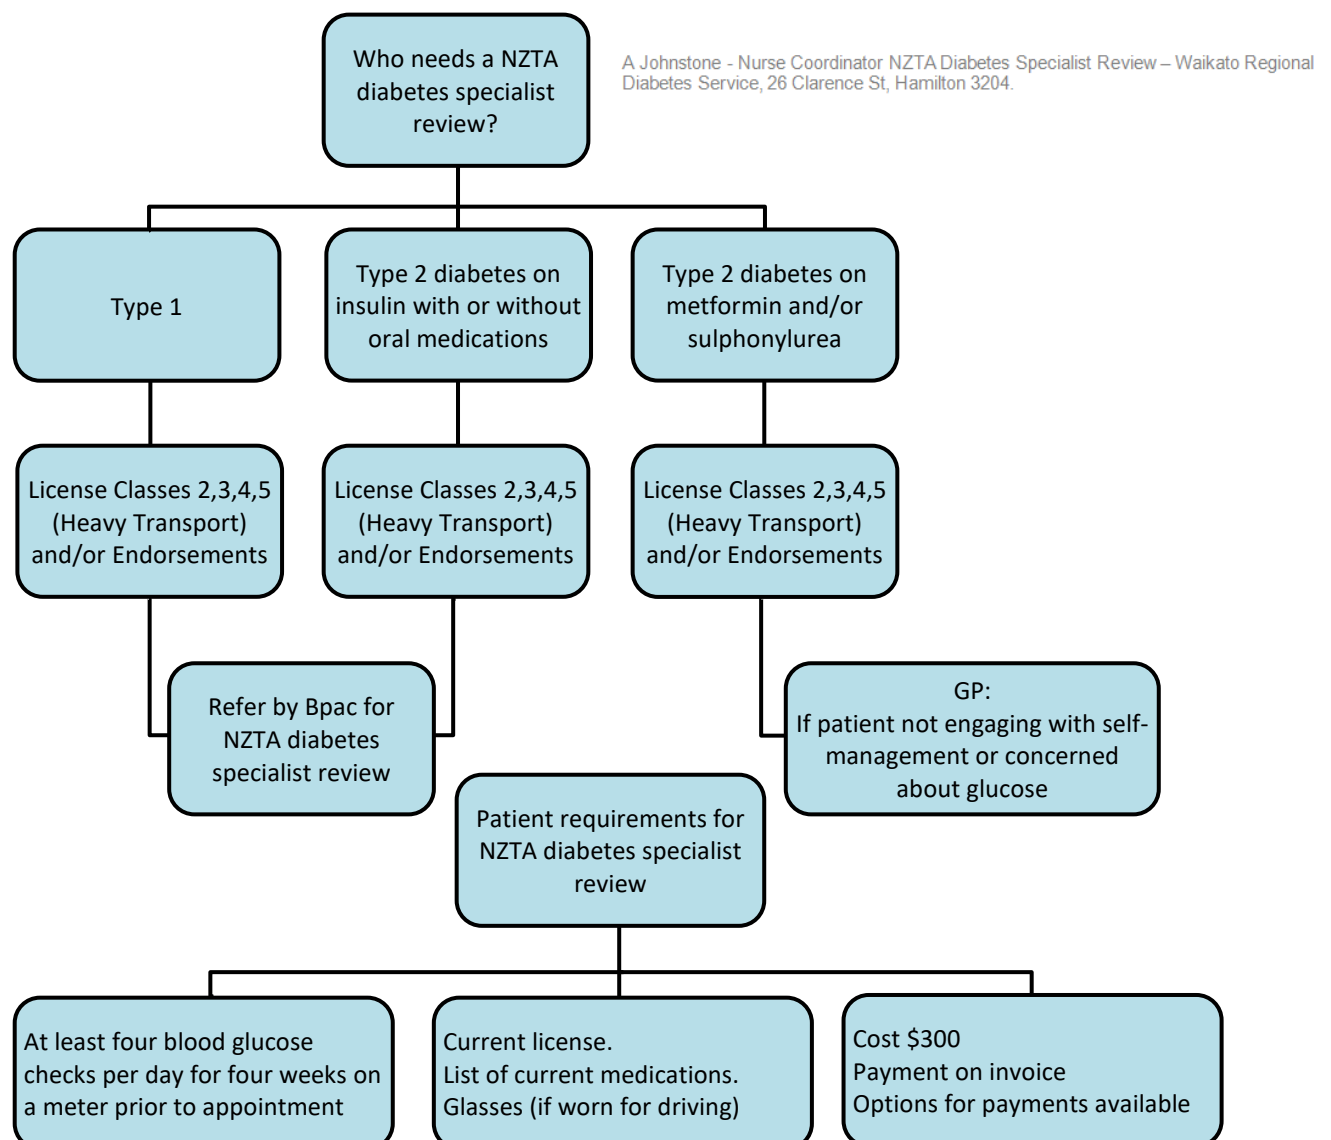 Who needs a NZTA
diabetes specialist
review?
A Johnstone - Nurse Coordinator NZTA Diabetes Specialist Review – Waikato Regional
Diabetes Service, 26 Clarence St, Hamilton 3204.
Type 1
Type 2 diabetes on
insulin with or without
oral medications
Type 2 diabetes on
metformin and/or
sulphonylurea
License Classes 2,3,4,5
(Heavy Transport)
and/or Endorsements
License Classes 2,3,4,5
(Heavy Transport)
and/or Endorsements
License Classes 2,3,4,5
(Heavy Transport)
and/or Endorsements
Refer by Bpac for
NZTA diabetes
specialist review
GP:
If patient not engaging with self-
management or concerned
about glucose
Patient requirements for
NZTA diabetes specialist
review
At least four blood glucose
checks per day for four weeks on
a meter prior to appointment
Current license.
List of current medications.
Glasses (if worn for driving)
Cost $300
Payment on invoice
Options for payments available